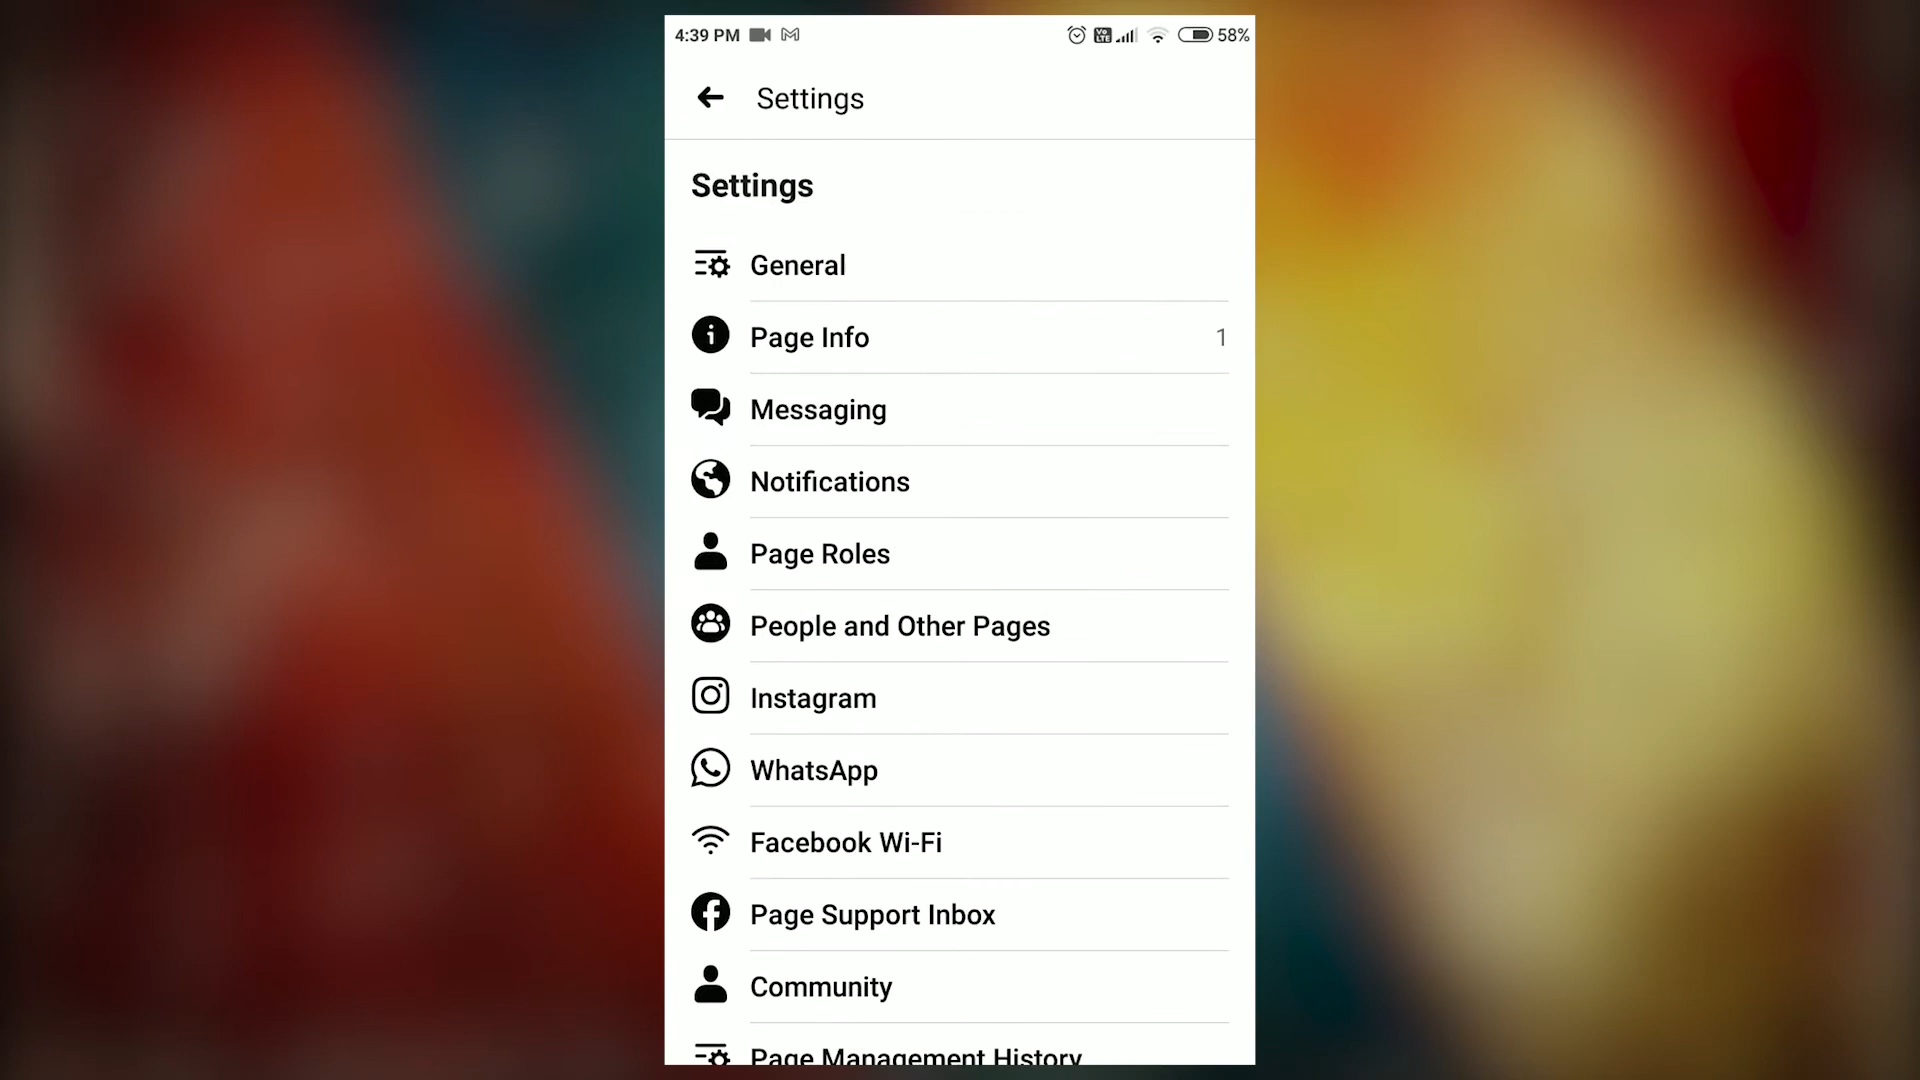 4:39 PM 58%
Settings
Settings
General
Page Info 1
Messaging
Notifications
Page Roles
People and Other Pages
Instagram
WhatsApp
Facebook Wi-Fi
Page Support Inbox
Community
Page Management History